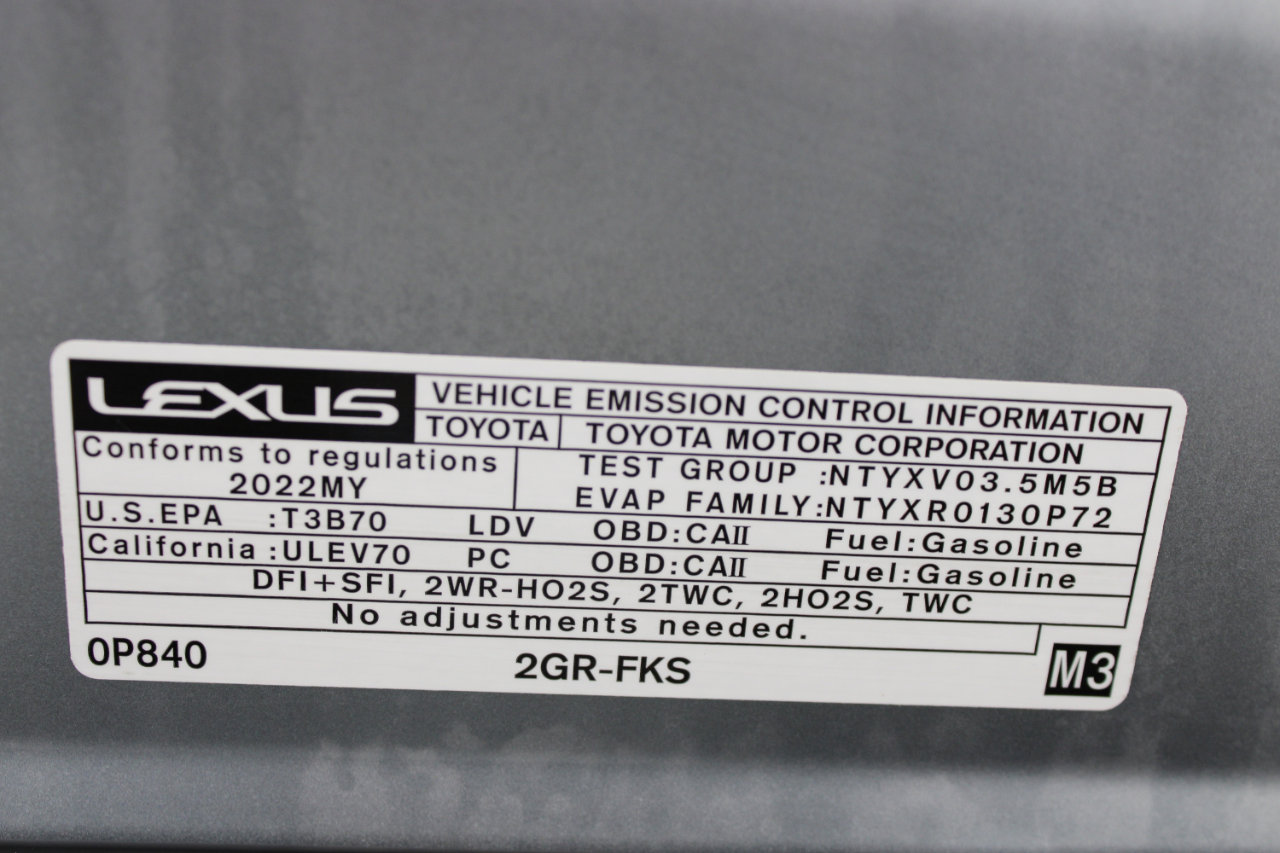 LEXUS VEHICLE EMISSION CONTROL INFORMATION
TOYOTA TOYOTA MOTOR CORPORATION
Conforms to regulations TEST GROUP :NTYXV03.5M5B
2022MY EVAP FAMILY:NTYXR0130P72
U.S.EPA :T3B70 LDV OBD:CAⅡ Fuel:Gasoline
California :ULEV70 PC OBD:CAⅡ Fuel:Gasoline
DFI+SFI, 2WR-HO2S, 2TWC, 2HO2S, TWC
No adjustments needed.
0P840 2GR-FKS M3